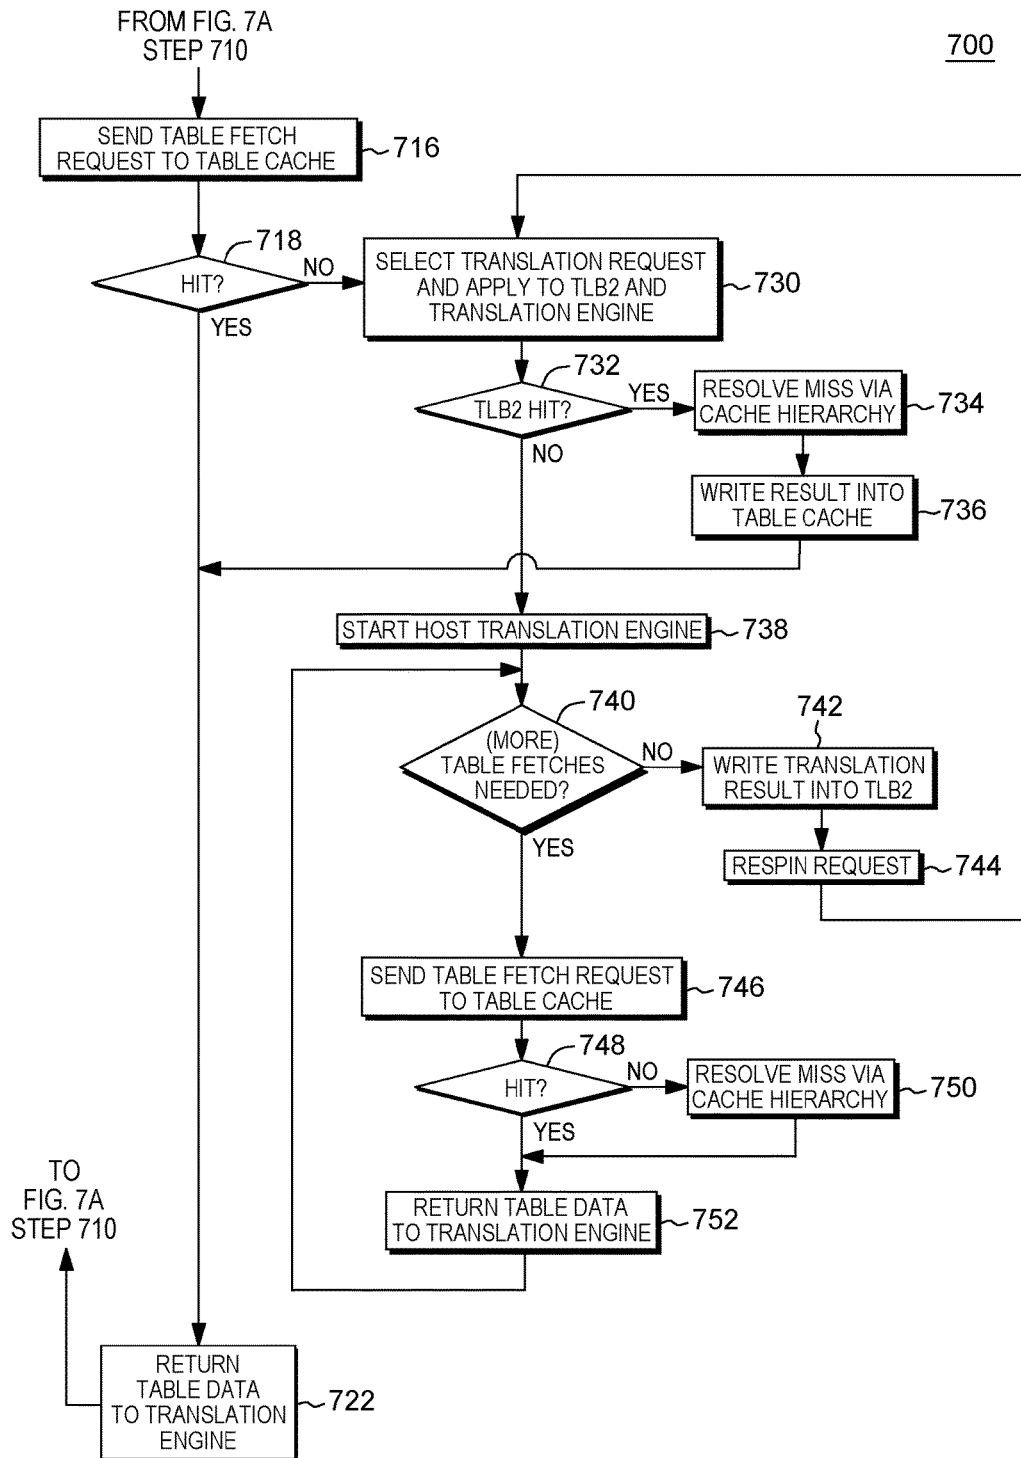 FROM FIG. 7A
STEP 710
700
SEND TABLE FETCH
REQUEST TO TABLE CACHE
716
718
HIT?
NO
YES
SELECT TRANSLATION REQUEST
AND APPLY TO TLB2 AND
TRANSLATION ENGINE
730
732
TLB2 HIT?
YES
NO
RESOLVE MISS VIA
CACHE HIERARCHY
734
WRITE RESULT INTO
TABLE CACHE
736
START HOST TRANSLATION ENGINE
738
740
(MORE)
TABLE FETCHES
NEEDED?
NO
YES
742
WRITE TRANSLATION
RESULT INTO TLB2
RESPIN REQUEST
744
SEND TABLE FETCH REQUEST
TO TABLE CACHE
746
748
HIT?
NO
YES
RESOLVE MISS VIA
CACHE HIERARCHY
750
RETURN TABLE DATA
TO TRANSLATION ENGINE
752
TO
FIG. 7A
STEP 710
RETURN
TABLE DATA
TO TRANSLATION
ENGINE
722